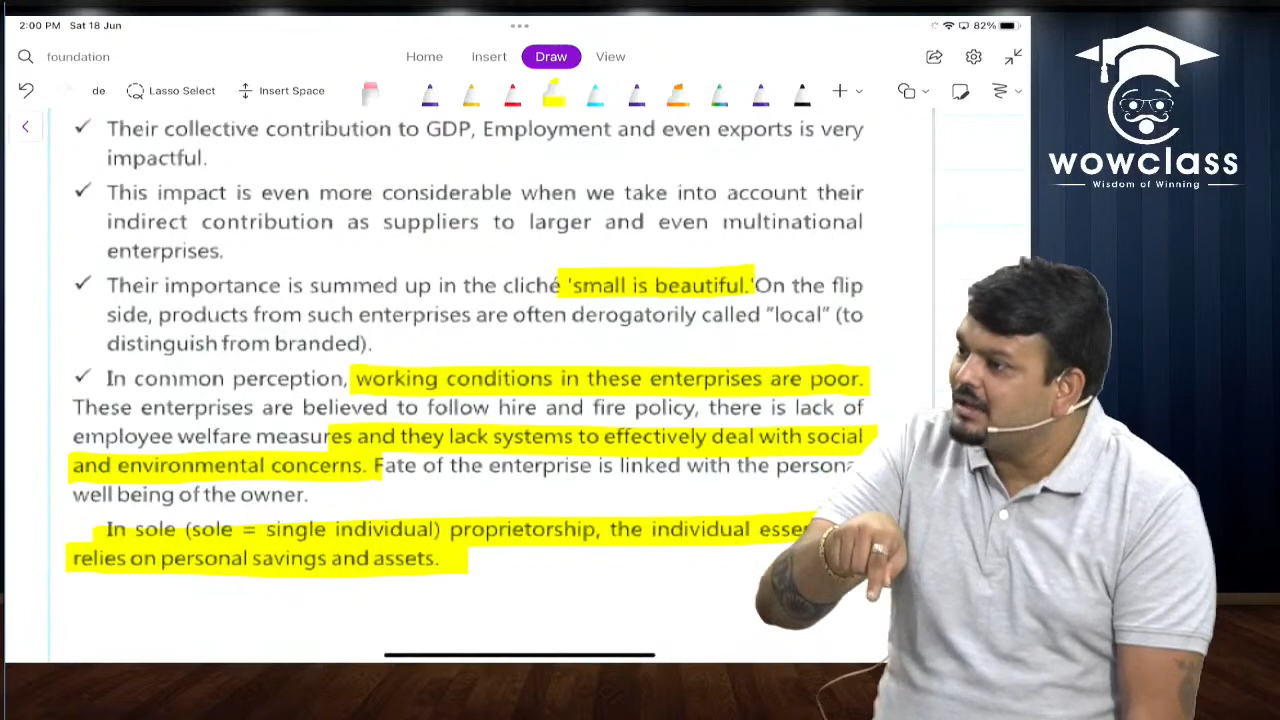 2:00 PM Sat 18 Jun
82%
foundation
Home Insert Draw View
de Lasso Select Insert Space
wowclass
Wisdom of Winning
✓ Their collective contribution to GDP, Employment and even exports is very
impactful.
✓ This impact is even more considerable when we take into account their
indirect contribution as suppliers to larger and even multinational
enterprises.
✓ Their importance is summed up in the cliché 'small is beautiful.'On the flip
side, products from such enterprises are often derogatorily called "local" (to
distinguish from branded).
✓ In common perception, working conditions in these enterprises are poor.
These enterprises are believed to follow hire and fire policy, there is lack of
employee welfare measures and they lack systems to effectively deal with social
and environmental concerns. Fate of the enterprise is linked with the
well being of the owner.
In sole (sole = single individual) proprietorship, the individual
relies on personal savings and assets.